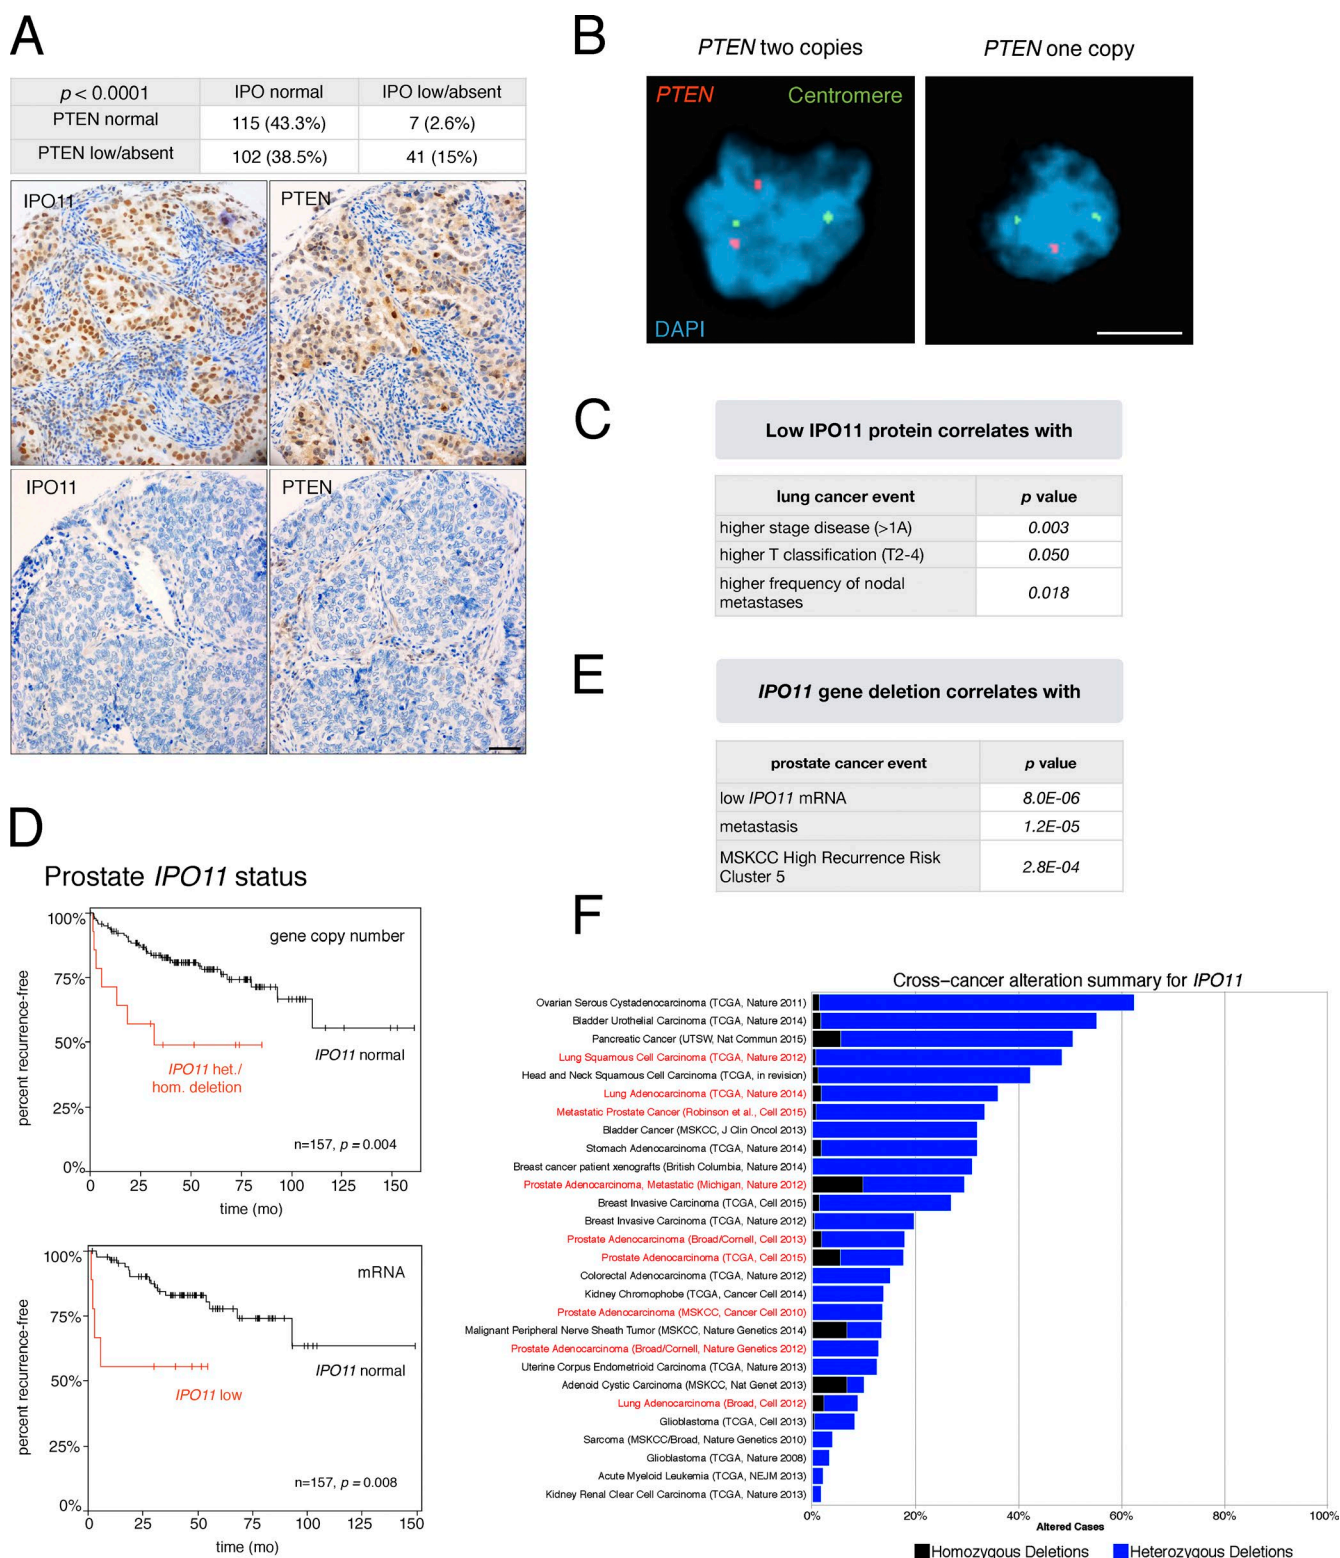 A
p < 0.0001 IPO normal IPO low/absent
PTEN normal 115 (43.3%) 7 (2.6%)
PTEN low/absent 102 (38.5%) 41 (15%)
IPO11 PTEN
IPO11 PTEN
B
PTEN two copies PTEN one copy
PTEN Centromere
DAPI
C
Low IPO11 protein correlates with
lung cancer event p value
higher stage disease (>1A) 0.003
higher T classification (T2-4) 0.050
higher frequency of nodal
metastases 0.018
D
Prostate IPO11 status
100%
75%
50%
25%
0%
percent recurrence-free
gene copy number
IPO11 normal
IPO11 het./
hom. deletion
n=157, p = 0.004
0 25 50 75 100 125 150
time (mo)
100%
75%
50%
25%
0%
percent recurrence-free
mRNA
IPO11 normal
IPO11 low
n=157, p = 0.008
0 25 50 75 100 125 150
time (mo)
E
IPO11 gene deletion correlates with
prostate cancer event p value
low IPO11 mRNA 8.0E-06
metastasis 1.2E-05
MSKCC High Recurrence Risk
Cluster 5 2.8E-04
F
Cross−cancer alteration summary for IPO11
Ovarian Serous Cystadenocarcinoma (TCGA, Nature 2011)
Bladder Urothelial Carcinoma (TCGA, Nature 2014)
Pancreatic Cancer (UTSW, Nat Commun 2015)
Lung Squamous Cell Carcinoma (TCGA, Nature 2012)
Head and Neck Squamous Cell Carcinoma (TCGA, in revision)
Lung Adenocarcinoma (TCGA, Nature 2014)
Metastatic Prostate Cancer (Robinson et al., Cell 2015)
Bladder Cancer (MSKCC, J Clin Oncol 2013)
Stomach Adenocarcinoma (TCGA, Nature 2014)
Breast cancer patient xenografts (British Columbia, Nature 2014)
Prostate Adenocarcinoma, Metastatic (Michigan, Nature 2012)
Breast Invasive Carcinoma (TCGA, Cell 2015)
Breast Invasive Carcinoma (TCGA, Nature 2012)
Prostate Adenocarcinoma (Broad/Cornell, Cell 2013)
Prostate Adenocarcinoma (TCGA, Cell 2015)
Colorectal Adenocarcinoma (TCGA, Nature 2012)
Kidney Chromophobe (TCGA, Cancer Cell 2014)
Prostate Adenocarcinoma (MSKCC, Cancer Cell 2010)
Malignant Peripheral Nerve Sheath Tumor (MSKCC, Nature Genetics 2014)
Prostate Adenocarcinoma (Broad/Cornell, Nature Genetics 2012)
Uterine Corpus Endometrioid Carcinoma (TCGA, Nature 2013)
Adenoid Cystic Carcinoma (MSKCC, Nat Genet 2013)
Lung Adenocarcinoma (Broad, Cell 2012)
Glioblastoma (TCGA, Cell 2013)
Sarcoma (MSKCC/Broad, Nature Genetics 2010)
Glioblastoma (TCGA, Nature 2008)
Acute Myeloid Leukemia (TCGA, NEJM 2013)
Kidney Renal Clear Cell Carcinoma (TCGA, Nature 2013)
0% 20% 40% 60% 80% 100%
Altered Cases
Homozygous Deletions Heterozygous Deletions